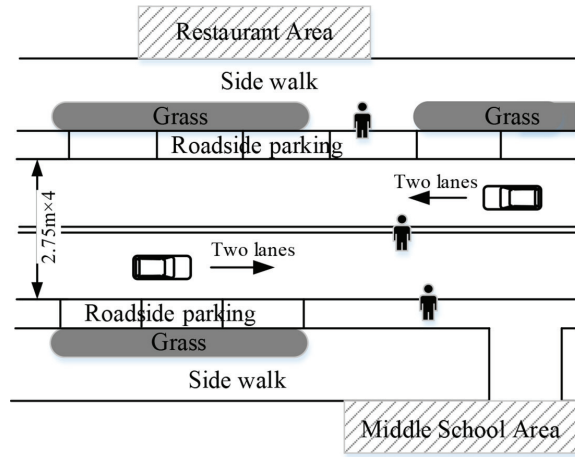 Restaurant Area
Side walk
Grass
Grass
Roadside parking
Two lanes
2.75m×4
Two lanes
Roadside parking
Grass
Side walk
Middle School Area